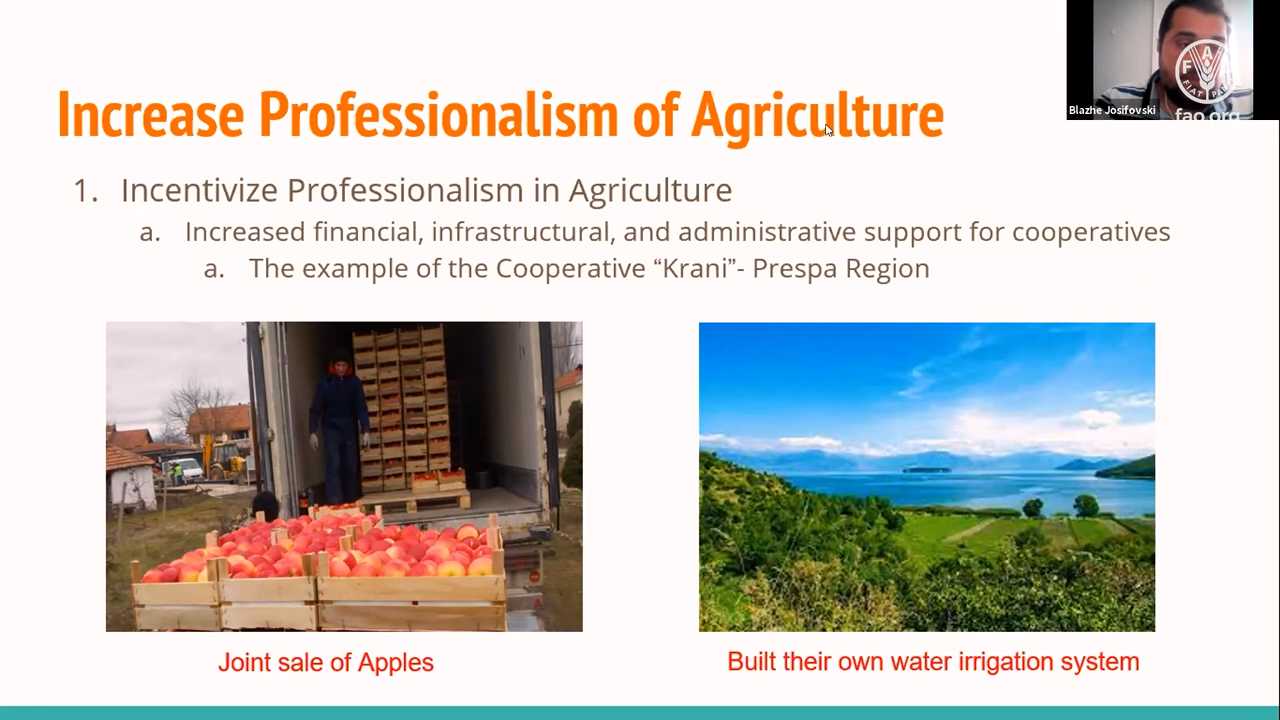 Increase Professionalism of Agriculture
Blazhe Josifovski
F A O
FIAT PANIS
fao.org
1. Incentivize Professionalism in Agriculture
a. Increased financial, infrastructural, and administrative support for cooperatives
a. The example of the Cooperative “Krani”- Prespa Region
Joint sale of Apples
Built their own water irrigation system